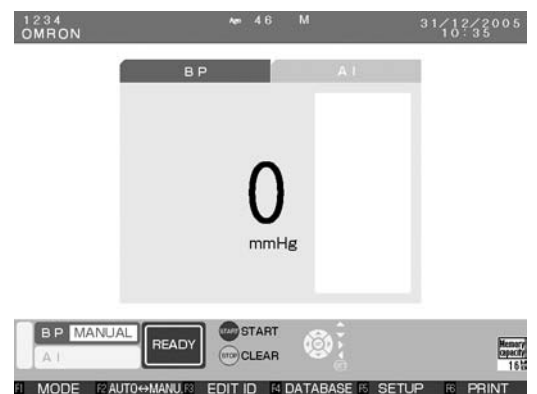 1234
OMRON
Age 46 M
31/12/2005
10:35
BP
AI
0
mmHg
BP MANUAL
AI
READY
START START
STOP CLEAR
Memory
capacity
F1 MODE F2 AUTO↔MANU. F3 EDIT ID F4 DATABASE F5 SETUP F6 PRINT